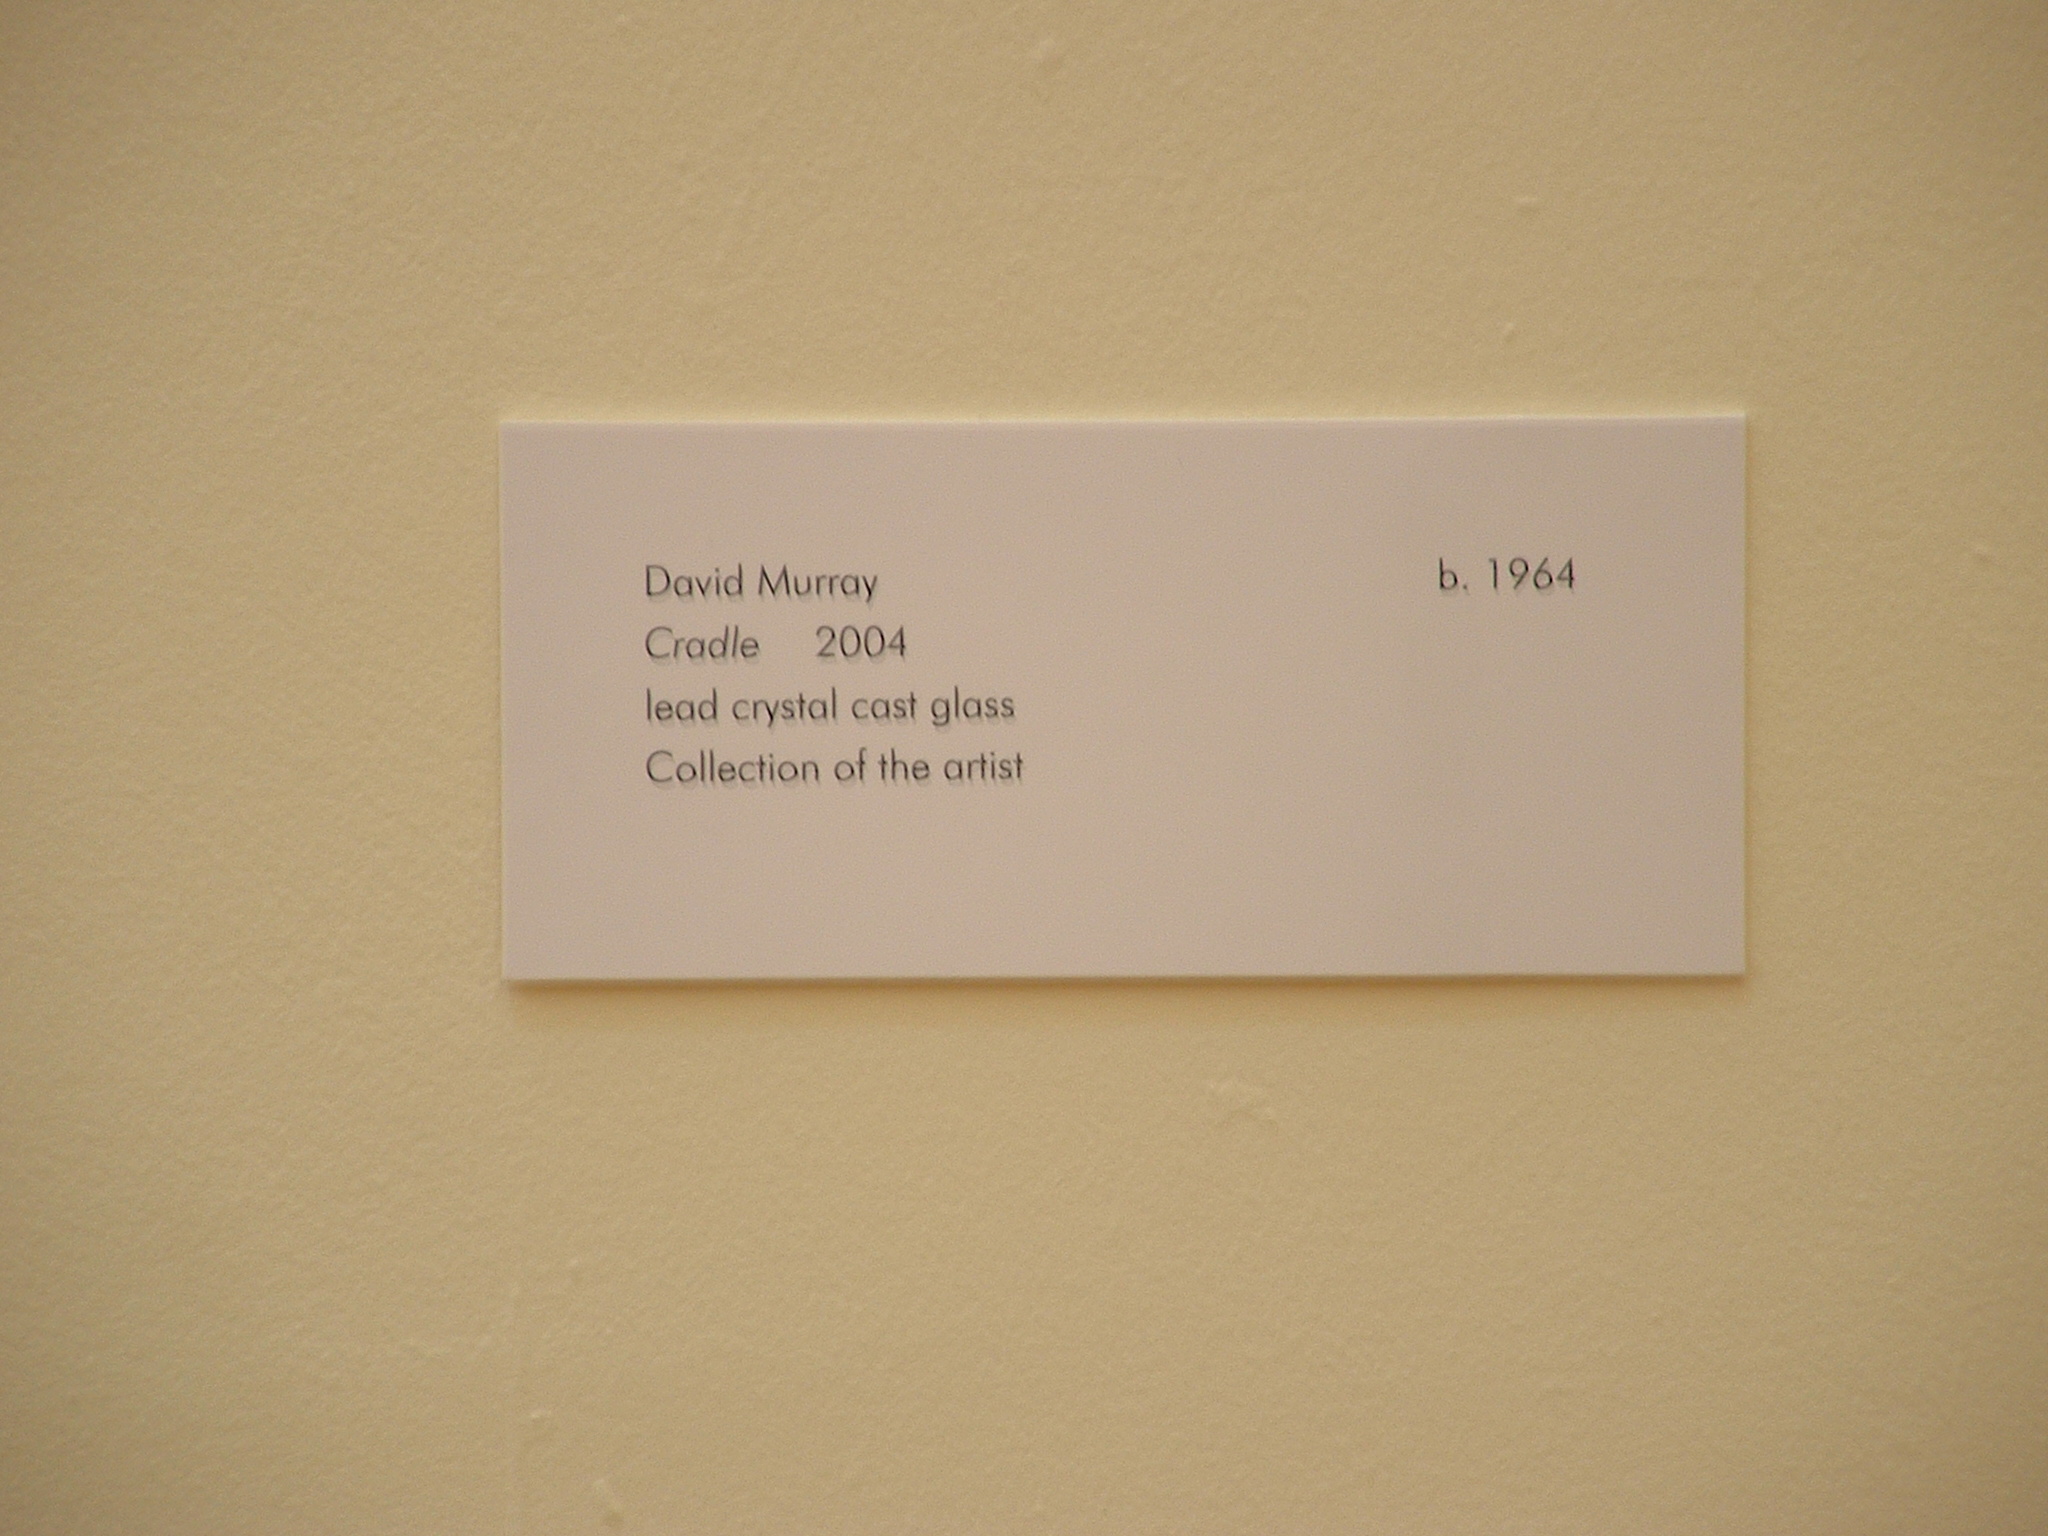 David Murray b. 1964
Cradle 2004
lead crystal cast glass
Collection of the artist